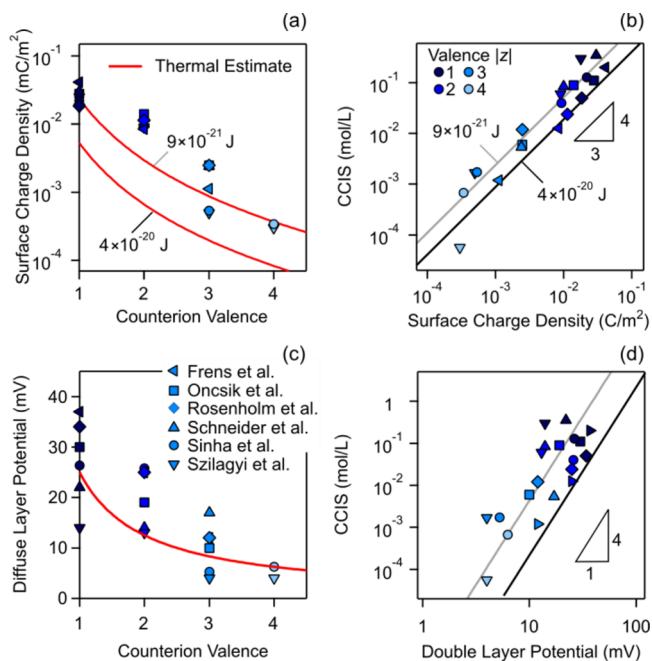 (a)
Surface Charge Density (mC/m²)
10⁻¹
10⁻²
10⁻³
10⁻⁴
Thermal Estimate
9×10⁻²¹ J
4×10⁻²⁰ J
1 2 3 4
Counterion Valence
(b)
CCIS (mol/L)
10⁻¹
10⁻³
10⁻⁵
Valence |z|
1 3
2 4
9×10⁻²¹ J
4×10⁻²⁰ J
4
3
10⁻⁴ 10⁻³ 10⁻² 10⁻¹
Surface Charge Density (C/m²)
(c)
Diffuse Layer Potential (mV)
40
30
20
10
0
Frens et al.
Oncsik et al.
Rosenholm et al.
Schneider et al.
Sinha et al.
Szilagyi et al.
1 2 3 4
Counterion Valence
(d)
CCIS (mol/L)
1
10⁻¹
10⁻²
10⁻³
10⁻⁴
4
1
1 10 100
Double Layer Potential (mV)